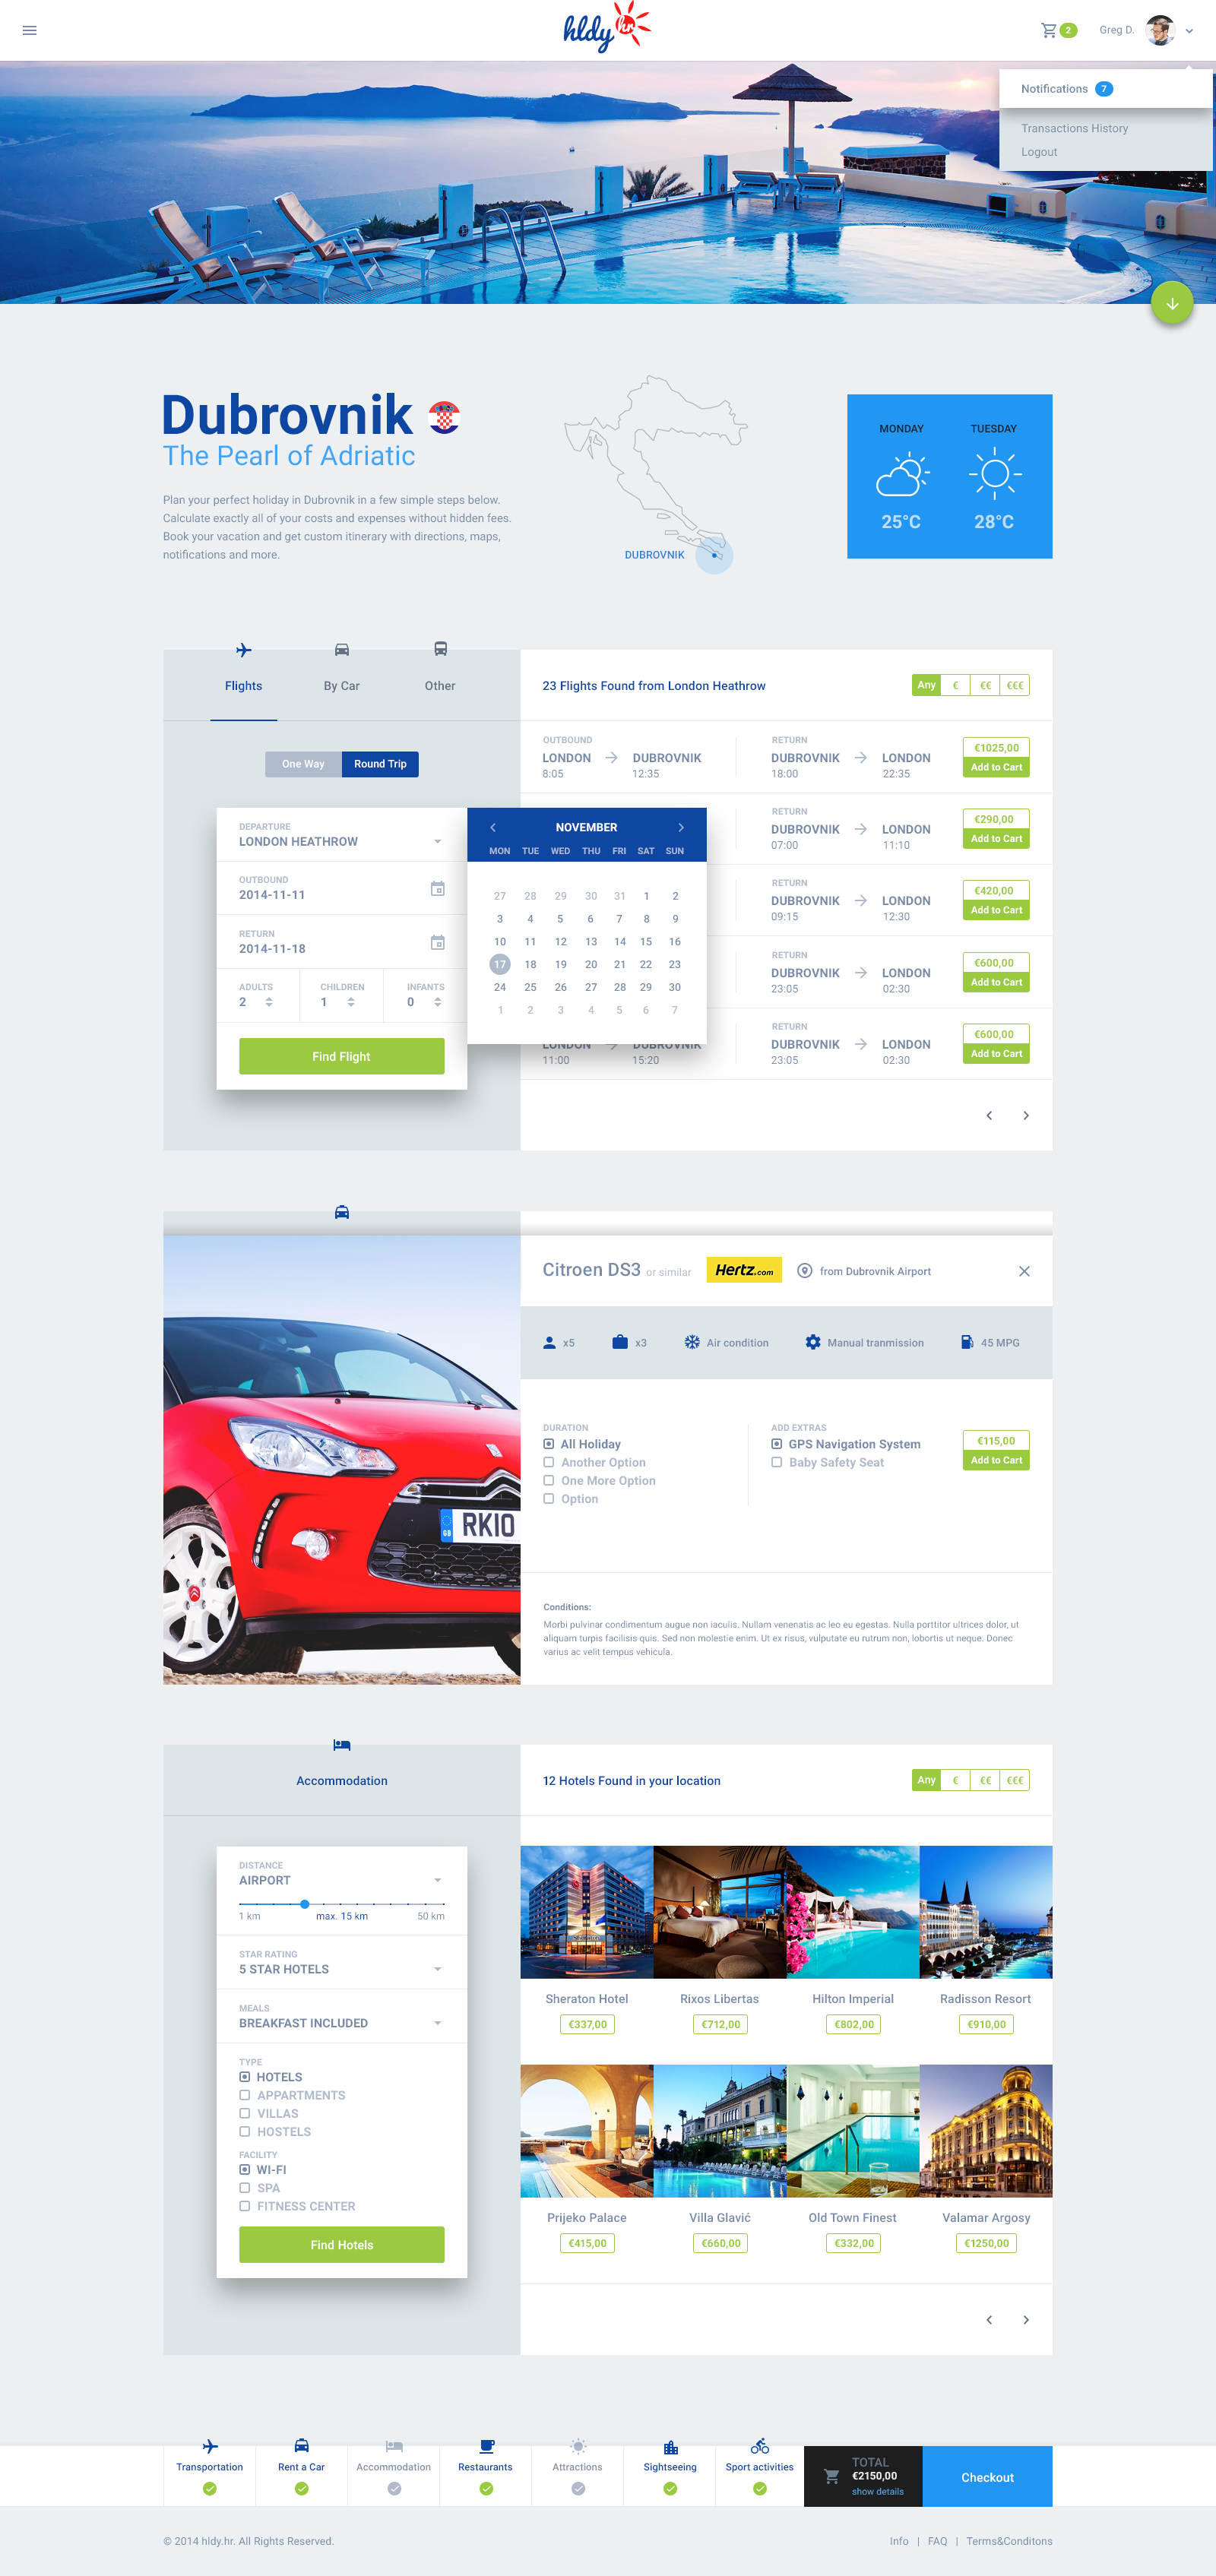 hldy.hr
2
Greg D.
Notifications 7
Transactions History
Logout
Dubrovnik
The Pearl of Adriatic
Plan your perfect holiday in Dubrovnik in a few simple steps below.
Calculate exactly all of your costs and expenses without hidden fees.
Book your vacation and get custom itinerary with directions, maps,
notifications and more.
DUBROVNIK
MONDAY TUESDAY
25°C 28°C
Flights By Car Other
One Way Round Trip
DEPARTURE
LONDON HEATHROW
OUTBOUND
2014-11-11
RETURN
2014-11-18
ADULTS CHILDREN INFANTS
2 1 0
Find Flight
NOVEMBER
MON TUE WED THU FRI SAT SUN
27 28 29 30 31 1 2
3 4 5 6 7 8 9
10 11 12 13 14 15 16
17 18 19 20 21 22 23
24 25 26 27 28 29 30
1 2 3 4 5 6 7
23 Flights Found from London Heathrow
Any € €€ €€€
OUTBOUND RETURN
LONDON DUBROVNIK DUBROVNIK LONDON
8:05 12:35 18:00 22:35
€1025,00
Add to Cart
RETURN
DUBROVNIK LONDON
07:00 11:10
€290,00
Add to Cart
RETURN
DUBROVNIK LONDON
09:15 12:30
€420,00
Add to Cart
RETURN
DUBROVNIK LONDON
23:05 02:30
€600,00
Add to Cart
RETURN
LONDON DUBROVNIK DUBROVNIK LONDON
11:00 15:20 23:05 02:30
€600,00
Add to Cart
RK10
GB
Citroen DS3 or similar
Hertz.com
from Dubrovnik Airport
x5 x3 Air condition Manual tranmission 45 MPG
DURATION
All Holiday
Another Option
One More Option
Option
ADD EXTRAS
GPS Navigation System
Baby Safety Seat
€115,00
Add to Cart
Conditions:
Morbi pulvinar condimentum augue non iaculis. Nullam venenatis ac leo eu egestas. Nulla porttitor ultrices dolor, ut
aliquam turpis facilisis quis. Sed non molestie enim. Ut ex risus, vulputate eu rutrum non, lobortis ut neque. Donec
varius ac velit tempus vehicula.
Accommodation
DISTANCE
AIRPORT
1 km max. 15 km 50 km
STAR RATING
5 STAR HOTELS
MEALS
BREAKFAST INCLUDED
TYPE
HOTELS
APPARTMENTS
VILLAS
HOSTELS
FACILITY
WI-FI
SPA
FITNESS CENTER
Find Hotels
12 Hotels Found in your location
Any € €€ €€€
Sheraton Hotel Rixos Libertas Hilton Imperial Radisson Resort
€337,00 €712,00 €802,00 €910,00
Prijeko Palace Villa Glavić Old Town Finest Valamar Argosy
€415,00 €660,00 €332,00 €1250,00
Transportation Rent a Car Accommodation Restaurants Attractions Sightseeing Sport activities
TOTAL
€2150,00
show details
Checkout
© 2014 hldy.hr. All Rights Reserved.
Info | FAQ | Terms&Conditons